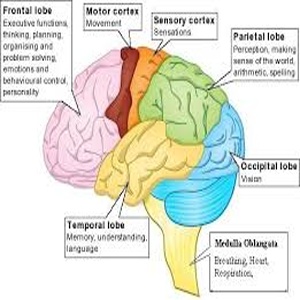 Frontal lobe
Executive functions,
thinking, planning,
organising and
problem solving,
emotions and
behavioural control,
personality
Motor cortex
Movement
Sensory cortex
Sensations
Parietal lobe
Perception, making
sense of the world,
arithmetic, spelling
Occipital lobe
Vision
Temporal lobe
Memory, understanding,
language
Medulla Oblangata
Breathing, Heart,
Respiration,